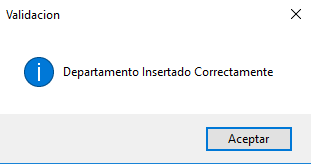 Validacion
Departamento Insertado Correctamente
Aceptar